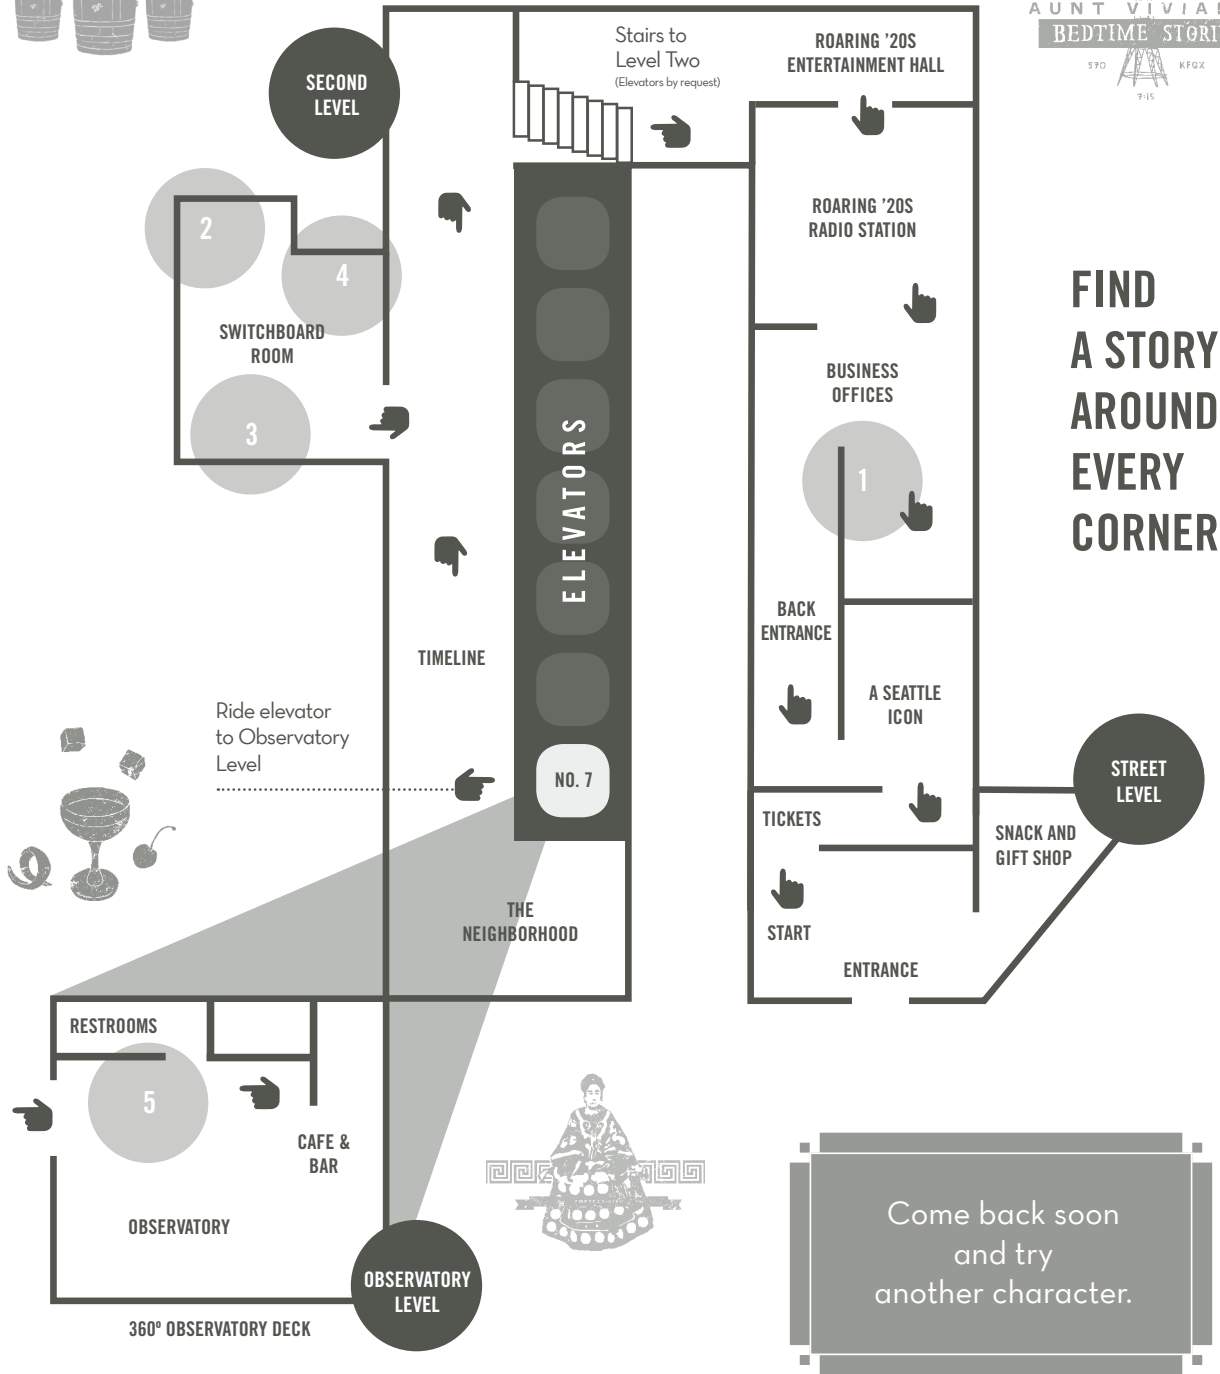 AUNT VIVIA
BEDTIME STORI
570
KFQX
7:15
Stairs to
Level Two
(Elevators by request)
ROARING ’20S
ENTERTAINMENT HALL
SECOND
LEVEL
2
4
SWITCHBOARD
ROOM
3
ROARING ’20S
RADIO STATION
FIND
A STORY
AROUND
EVERY
CORNER
BUSINESS
OFFICES
1
ELEVATORS
BACK
ENTRANCE
TIMELINE
A SEATTLE
ICON
Ride elevator
to Observatory
Level
NO. 7
STREET
LEVEL
TICKETS
SNACK AND
GIFT SHOP
START
ENTRANCE
THE
NEIGHBORHOOD
RESTROOMS
5
CAFE &
BAR
OBSERVATORY
OBSERVATORY
LEVEL
360º OBSERVATORY DECK
Come back soon
and try
another character.